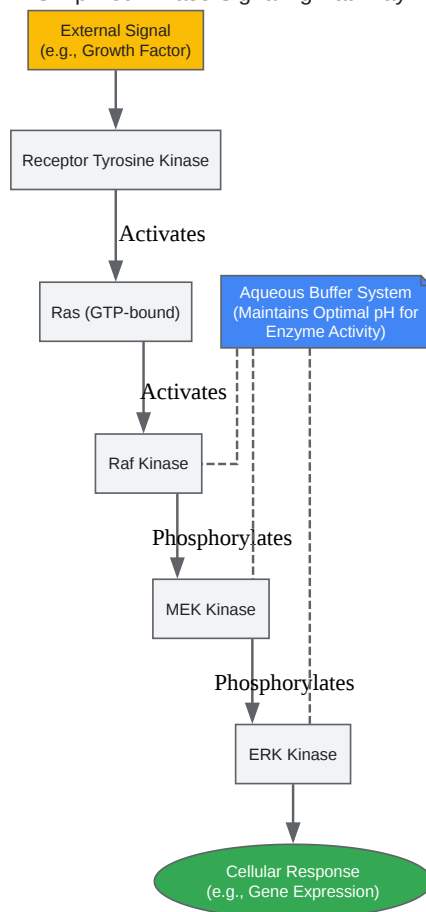 External Signal
(e.g., Growth Factor)
Receptor Tyrosine Kinase
Activates
Ras (GTP-bound)
Aqueous Buffer System
(Maintains Optimal pH for
Enzyme Activity)
Activates
Raf Kinase
Phosphorylates
MEK Kinase
Phosphorylates
ERK Kinase
Cellular Response
(e.g., Gene Expression)